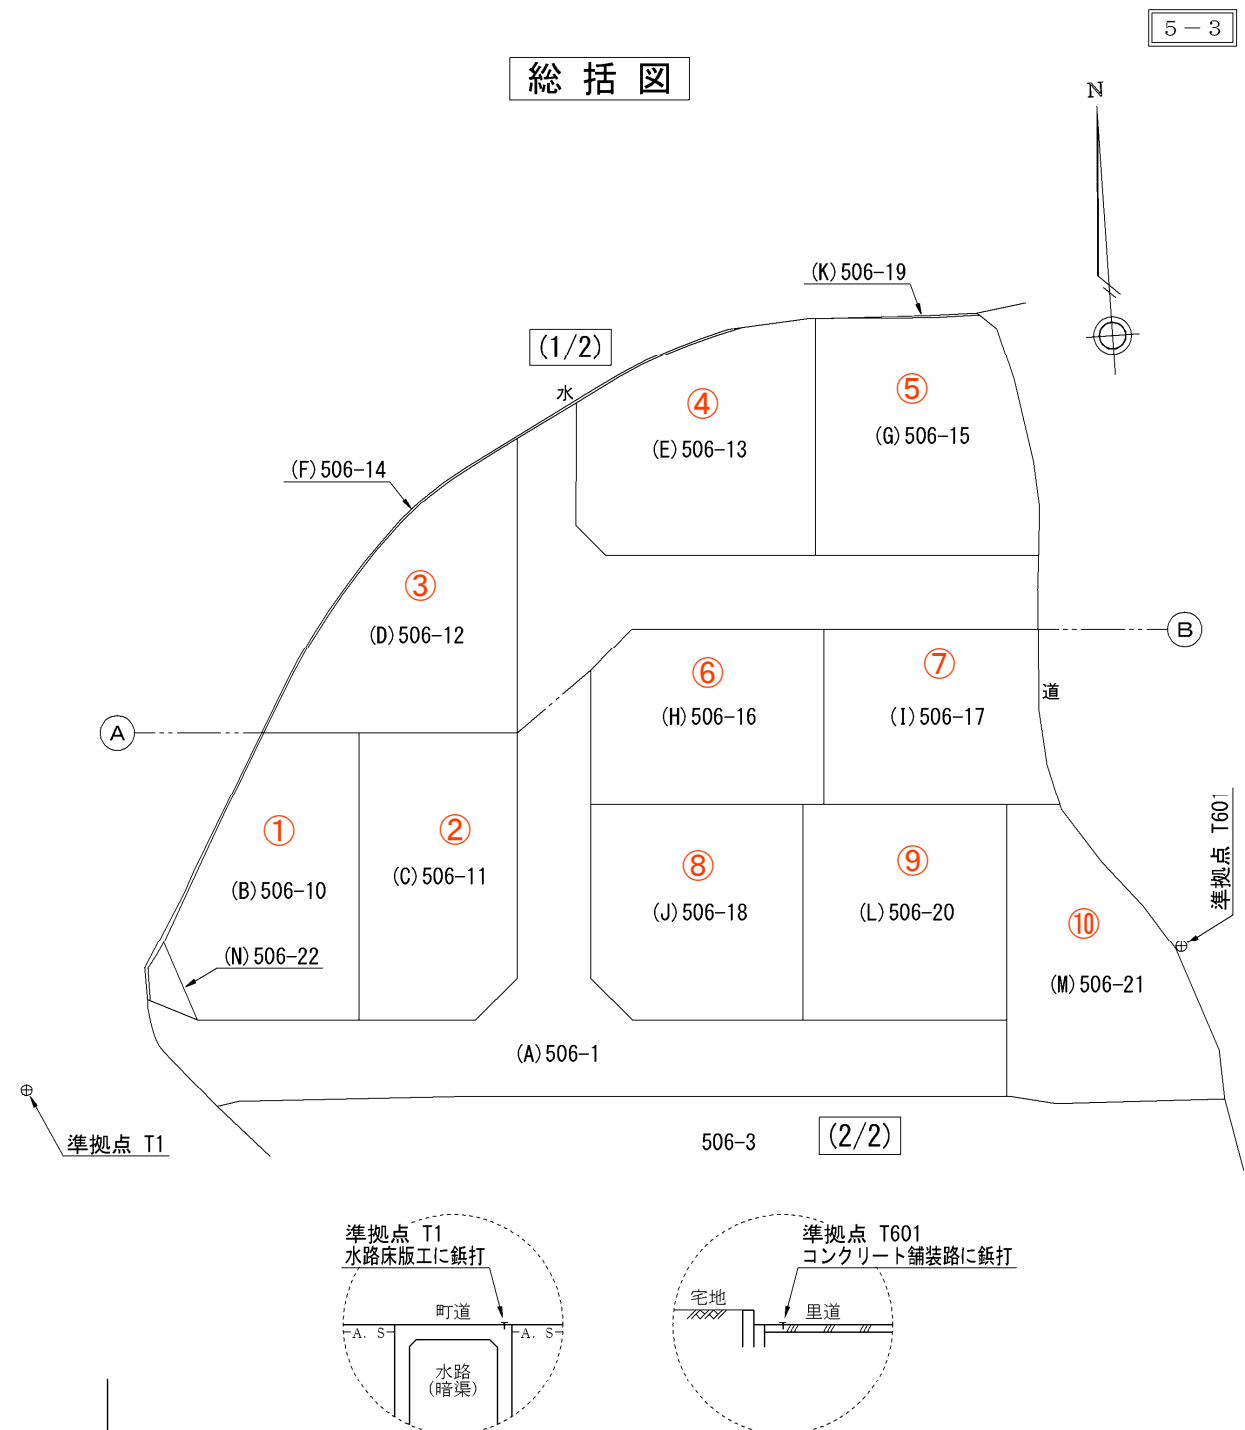 5－3
総括図
N
(K)506-19
(1/2)
水
④
(E)506-13
⑤
(G)506-15
(F)506-14
③
(D)506-12
B
⑥
(H)506-16
⑦
(I)506-17
道
A
①
(B)506-10
②
(C)506-11
⑧
(J)506-18
⑨
(L)506-20
⑩
(M)506-21
準拠点 T601
(N)506-22
(A)506-1
準拠点 T1
506-3
(2/2)
準拠点 T1
水路床版工に鋲打
町道
A. S
A. S
水路
(暗渠)
準拠点 T601
コンクリート舗装路に鋲打
宅地
里道